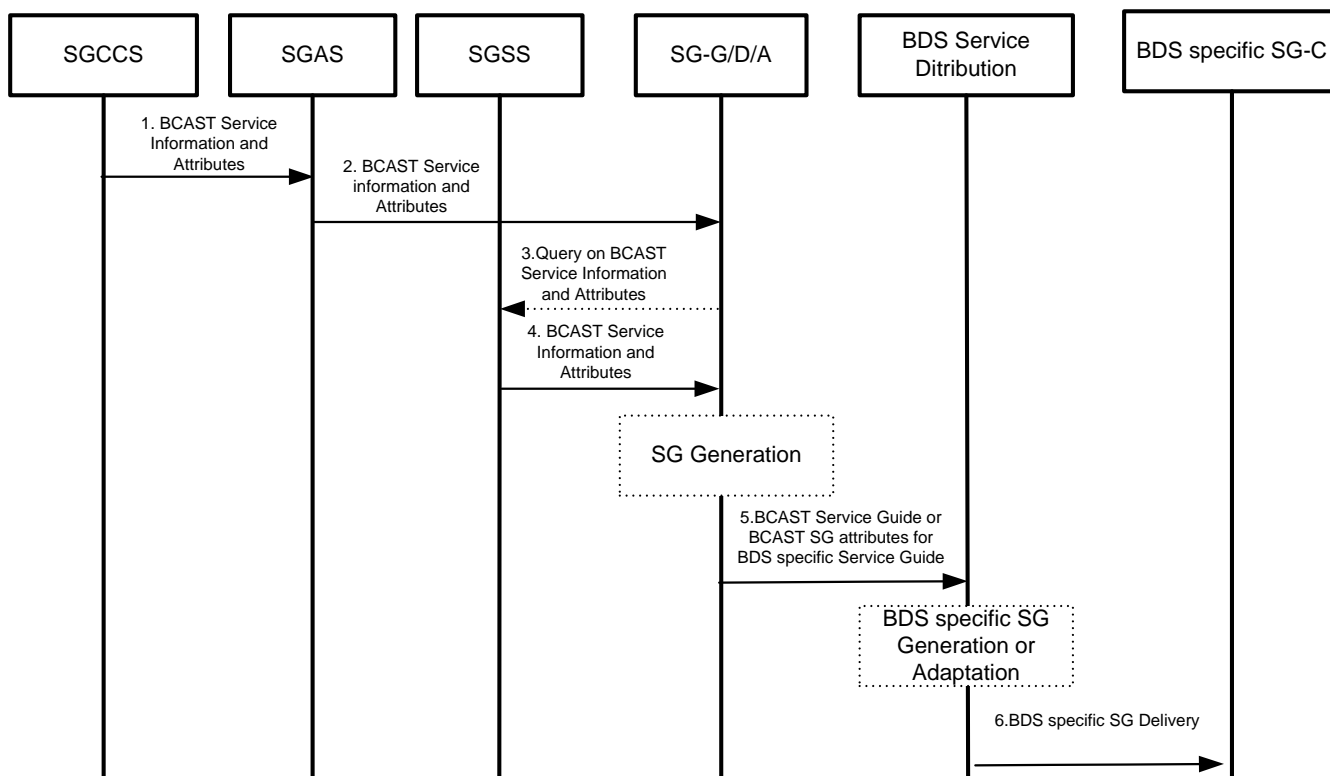 SGCCS
SGAS
SGSS
SG-G/D/A
BDS Service
Ditribution
BDS specific SG-C
1. BCAST Service
Information and
Attributes
2. BCAST Service
information and
Attributes
3.Query on BCAST
Service Information
and Attributes
4. BCAST Service
Information and
Attributes
SG Generation
5.BCAST Service Guide or
BCAST SG attributes for
BDS specific Service Guide
BDS specific SG
Generation or
Adaptation
6.BDS specific SG Delivery